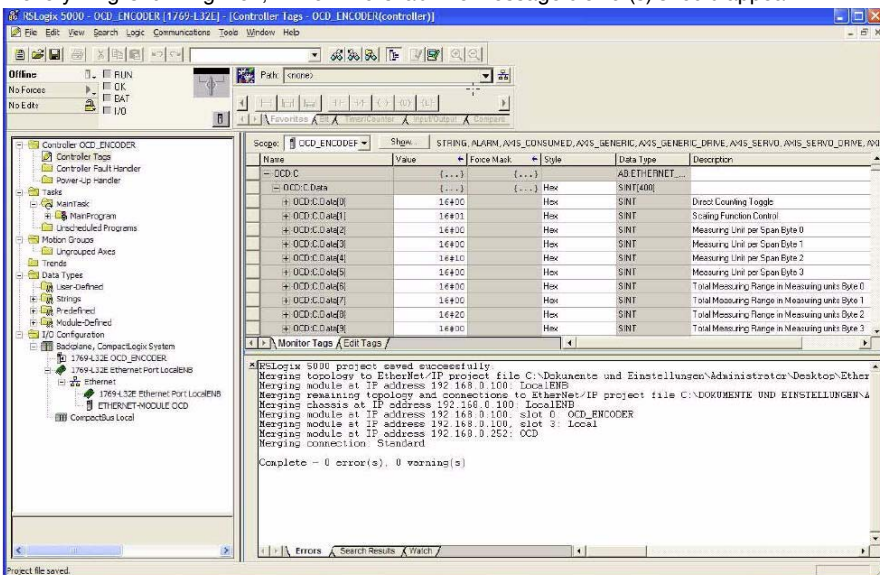 RSLogix 5000 - OCD_ENCODER [1769-L32E] - [Controller Tags - OCD_ENCODER(controller)]
File Edit View Search Logic Communications Tools Window Help
Offline
RUN
No Forces
OK
BAT
No Edits
I/O
Path: <none>
Favorites Bit Timer/Counter Input/Output Compare
Controller OCD_ENCODER
Controller Tags
Controller Fault Handler
Power-Up Handler
Tasks
MainTask
MainProgram
Unscheduled Programs
Motion Groups
Ungrouped Axes
Trends
Data Types
User-Defined
Strings
Predefined
Module-Defined
I/O Configuration
Backplane, CompactLogix System
1769-L32E OCD_ENCODER
1769-L32E Ethernet Port LocalENB
Ethernet
1769-L32E Ethernet Port LocalENB
ETHERNET-MODULE OCD
CompactBus Local
Scope: OCD_ENCODER Show... STRING, ALARM, AXIS_CONSUMED, AXIS_GENERIC, AXIS_GENERIC_DRIVE, AXIS_SERVO, AXIS_SERVO_DRIVE, AXI
Name Value Force Mask Style Data Type Description
OCD:C {...} {...} AB:ETHERNET_...
OCD:C.Data {...} {...} Hex SINT[400]
OCD:C.Data[0] 16#00 Hex SINT Direct Counting Toggle
OCD:C.Data[1] 16#01 Hex SINT Scaling Function Control
OCD:C.Data[2] 16#00 Hex SINT Measuring Unit per Span Byte 0
OCD:C.Data[3] 16#00 Hex SINT Measuring Unit per Span Byte 1
OCD:C.Data[4] 16#10 Hex SINT Measuring Unit per Span Byte 2
OCD:C.Data[5] 16#00 Hex SINT Measuring Unit per Span Byte 3
OCD:C.Data[6] 16#00 Hex SINT Total Measuring Range in Measuring units Byte 0
OCD:C.Data[7] 16#00 Hex SINT Total Measuring Range in Measuring units Byte 1
OCD:C.Data[8] 16#20 Hex SINT Total Measuring Range in Measuring units Byte 2
OCD:C.Data[9] 16#00 Hex SINT Total Measuring Range in Measuring units Byte 3
Monitor Tags Edit Tags
RSLogix 5000 project saved successfully.
Merging topology to EtherNet/IP project file C:\Dokumente und Einstellungen\Administrator\Desktop\Ether
Merging module at IP address 192.168.0.100: LocalENB
Merging remaining topology and connections to EtherNet/IP project file C:\DOKUMENTE UND EINSTELLUNGEN\A
Merging chassis at IP address 192.168.0.100: LocalENB
Merging module at IP address 192.168.0.100, slot 0: OCD_ENCODER
Merging module at IP address 192.168.0.100, slot 3: Local
Merging module at IP address 192.168.0.252: OCD
Merging connection: Standard
Complete - 0 error(s), 0 warning(s)
Errors Search Results Watch
Project file saved.